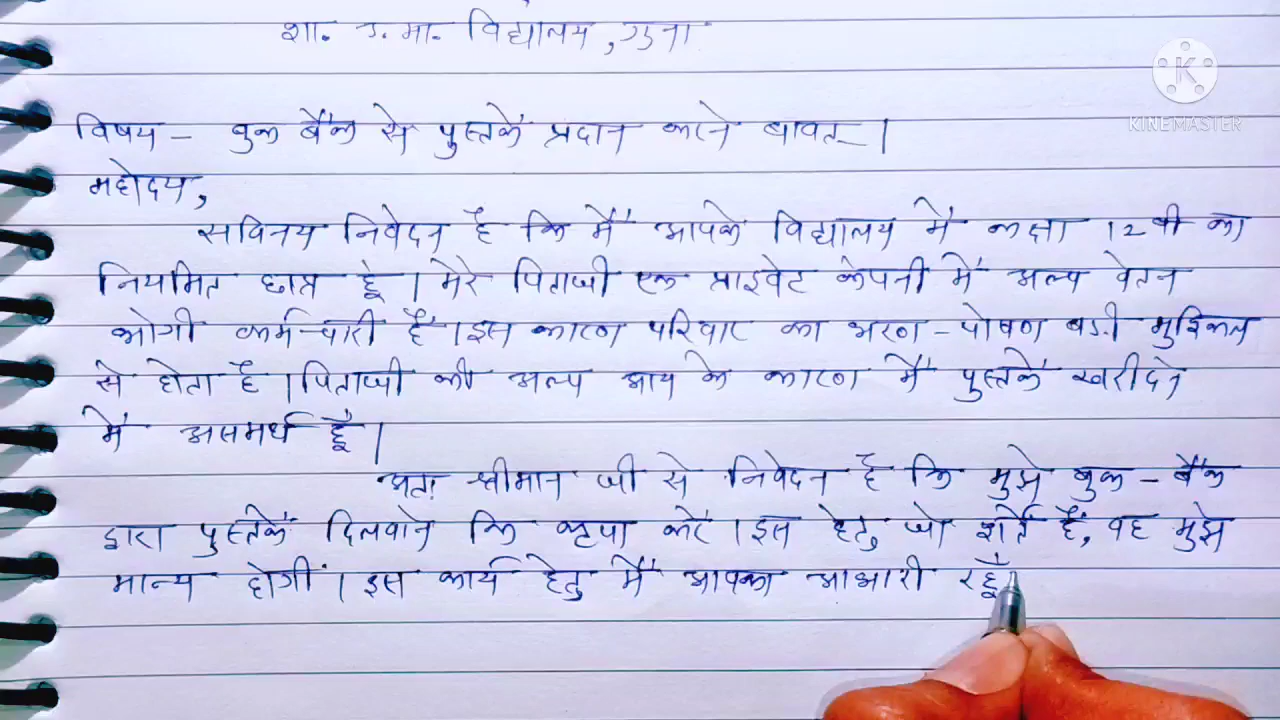 शा. उ. मा. विद्यालय, गुना
विषय - बुक बैंक से पुस्तकें प्रदान करने बावत् ।
महोदय,
सविनय निवेदन है कि मैं आपके विद्यालय में कक्षा 12 वी का
नियमित छात्र हूँ । मेरे पिताजी एक प्राइवेट कंपनी में अल्प वेतन
भोगी कर्मचारी हैं । इस कारण परिवार का भरण - पोषण बड़ी मुश्किल
से होता है । पिताजी की अल्प आय के कारण मैं पुस्तकें खरीदने
में असमर्थ हूँ ।
अतः श्रीमान जी से निवेदन है कि मुझे बुक - बैंक
द्वारा पुस्तकें दिलवाने कि कृपा करें । इस हेतु जो शर्ते हैं, वह मुझे
मान्य होगीं । इस कार्य हेतु मैं आपका आभारी रहूँ
KINEMASTER